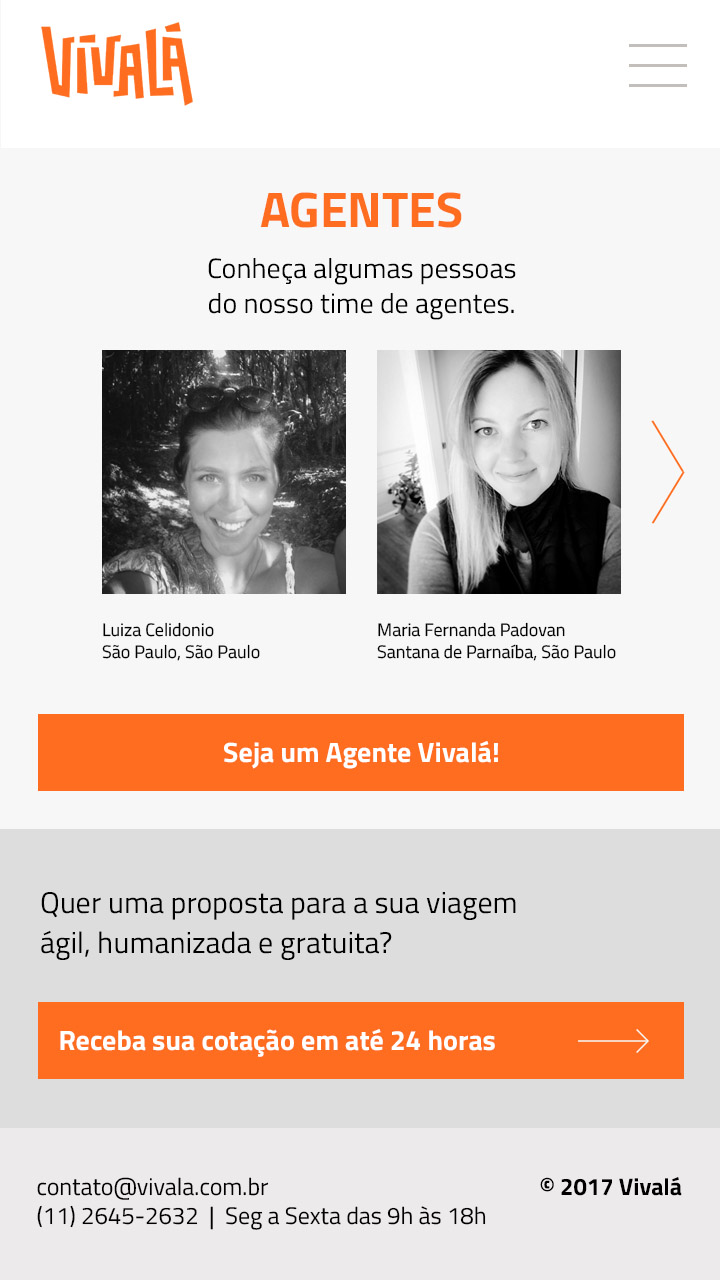 VIVALÁ
AGENTES
Conheça algumas pessoas
do nosso time de agentes.
Luiza Celidonio
São Paulo, São Paulo
Maria Fernanda Padovan
Santana de Parnaíba, São Paulo
Seja um Agente Vivalá!
Quer uma proposta para a sua viagem
ágil, humanizada e gratuita?
Receba sua cotação em até 24 horas
contato@vivala.com.br
(11) 2645-2632 | Seg a Sexta das 9h às 18h
© 2017 Vivalá